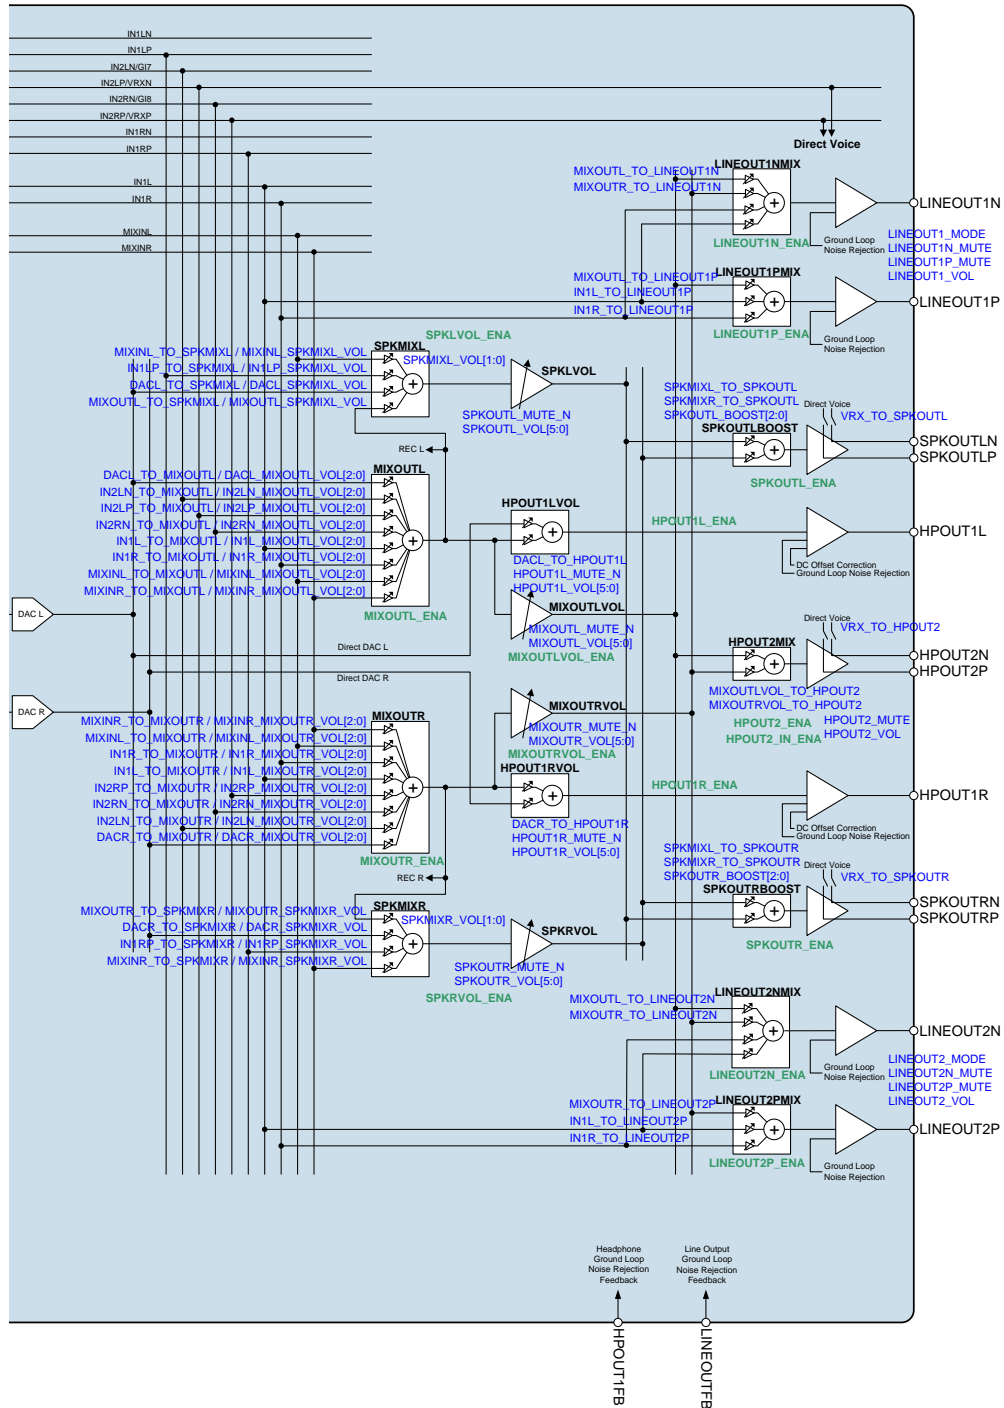 IN1LN
IN1LP
IN2LN/GI7
IN2LP/VRXN
IN2RN/GI8
IN2RP/VRXP
IN1RN
IN1RP
IN1L
IN1R
MIXINL
MIXINR
Direct Voice
LINEOUT1NMIX
MIXOUTL_TO_LINEOUT1N
MIXOUTR_TO_LINEOUT1N
LINEOUT1N_ENA
Ground Loop
Noise Rejection
LINEOUT1N
LINEOUT1_MODE
LINEOUT1N_MUTE
LINEOUT1P_MUTE
LINEOUT1_VOL
MIXOUTL_TO_LINEOUT1P
IN1L_TO_LINEOUT1P
IN1R_TO_LINEOUT1P
LINEOUT1PMIX
LINEOUT1P_ENA
Ground Loop
Noise Rejection
LINEOUT1P
SPKLVOL_ENA
SPKMIXL
MIXINL_TO_SPKMIXL / MIXINL_SPKMIXL_VOL
IN1LP_TO_SPKMIXL / IN1LP_SPKMIXL_VOL
DACL_TO_SPKMIXL / DACL_SPKMIXL_VOL
MIXOUTL_TO_SPKMIXL / MIXOUTL_SPKMIXL_VOL
SPKMIXL_VOL[1:0]
SPKLVOL
SPKOUTL_MUTE_N
SPKOUTL_VOL[5:0]
SPKMIXL_TO_SPKOUTL
SPKMIXR_TO_SPKOUTL
SPKOUTL_BOOST[2:0]
SPKOUTLBOOST
Direct Voice
VRX_TO_SPKOUTL
SPKOUTL_ENA
SPKOUTLN
SPKOUTLP
REC L
MIXOUTL
DACL_TO_MIXOUTL / DACL_MIXOUTL_VOL[2:0]
IN2LN_TO_MIXOUTL / IN2LN_MIXOUTL_VOL[2:0]
IN2LP_TO_MIXOUTL / IN2LP_MIXOUTL_VOL[2:0]
IN2RN_TO_MIXOUTL / IN2RN_MIXOUTL_VOL[2:0]
IN1L_TO_MIXOUTL / IN1L_MIXOUTL_VOL[2:0]
IN1R_TO_MIXOUTL / IN1R_MIXOUTL_VOL[2:0]
MIXINL_TO_MIXOUTL / MIXINL_MIXOUTL_VOL[2:0]
MIXINR_TO_MIXOUTL / MIXINR_MIXOUTL_VOL[2:0]
MIXOUTL_ENA
HPOUT1LVOL
DACL_TO_HPOUT1L
HPOUT1L_MUTE_N
HPOUT1L_VOL[5:0]
HPOUT1L_ENA
DC Offset Correction
Ground Loop Noise Rejection
HPOUT1L
DAC L
MIXOUTLVOL
MIXOUTL_MUTE_N
MIXOUTL_VOL[5:0]
MIXOUTLVOL_ENA
Direct DAC L
Direct DAC R
HPOUT2MIX
Direct Voice
VRX_TO_HPOUT2
MIXOUTLVOL_TO_HPOUT2
MIXOUTRVOL_TO_HPOUT2
HPOUT2_ENA
HPOUT2_IN_ENA
HPOUT2_MUTE
HPOUT2_VOL
HPOUT2N
HPOUT2P
DAC R
MIXOUTR
MIXINR_TO_MIXOUTR / MIXINR_MIXOUTR_VOL[2:0]
MIXINL_TO_MIXOUTR / MIXINL_MIXOUTR_VOL[2:0]
IN1R_TO_MIXOUTR / IN1R_MIXOUTR_VOL[2:0]
IN1L_TO_MIXOUTR / IN1L_MIXOUTR_VOL[2:0]
IN2RP_TO_MIXOUTR / IN2RP_MIXOUTR_VOL[2:0]
IN2RN_TO_MIXOUTR / IN2RN_MIXOUTR_VOL[2:0]
IN2LN_TO_MIXOUTR / IN2LN_MIXOUTR_VOL[2:0]
DACR_TO_MIXOUTR / DACR_MIXOUTR_VOL[2:0]
MIXOUTR_ENA
MIXOUTRVOL
MIXOUTR_MUTE_N
MIXOUTR_VOL[5:0]
MIXOUTRVOL_ENA
HPOUT1RVOL
DACR_TO_HPOUT1R
HPOUT1R_MUTE_N
HPOUT1R_VOL[5:0]
HPOUT1R_ENA
DC Offset Correction
Ground Loop Noise Rejection
HPOUT1R
REC R
SPKMIXR
MIXOUTR_TO_SPKMIXR / MIXOUTR_SPKMIXR_VOL
DACR_TO_SPKMIXR / DACR_SPKMIXR_VOL
IN1RP_TO_SPKMIXR / IN1RP_SPKMIXR_VOL
MIXINR_TO_SPKMIXR / MIXINR_SPKMIXR_VOL
SPKMIXR_VOL[1:0]
SPKRVOL
SPKOUTR_MUTE_N
SPKOUTR_VOL[5:0]
SPKRVOL_ENA
SPKMIXL_TO_SPKOUTR
SPKMIXR_TO_SPKOUTR
SPKOUTR_BOOST[2:0]
SPKOUTRBOOST
Direct Voice
VRX_TO_SPKOUTR
SPKOUTR_ENA
SPKOUTRN
SPKOUTRP
LINEOUT2NMIX
MIXOUTL_TO_LINEOUT2N
MIXOUTR_TO_LINEOUT2N
LINEOUT2N_ENA
Ground Loop
Noise Rejection
LINEOUT2N
LINEOUT2_MODE
LINEOUT2N_MUTE
LINEOUT2P_MUTE
LINEOUT2_VOL
LINEOUT2PMIX
MIXOUTR_TO_LINEOUT2P
IN1L_TO_LINEOUT2P
IN1R_TO_LINEOUT2P
LINEOUT2P_ENA
Ground Loop
Noise Rejection
LINEOUT2P
Headphone
Ground Loop
Noise Rejection
Feedback
Line Output
Ground Loop
Noise Rejection
Feedback
HPOUT1FB
LINEOUTFB